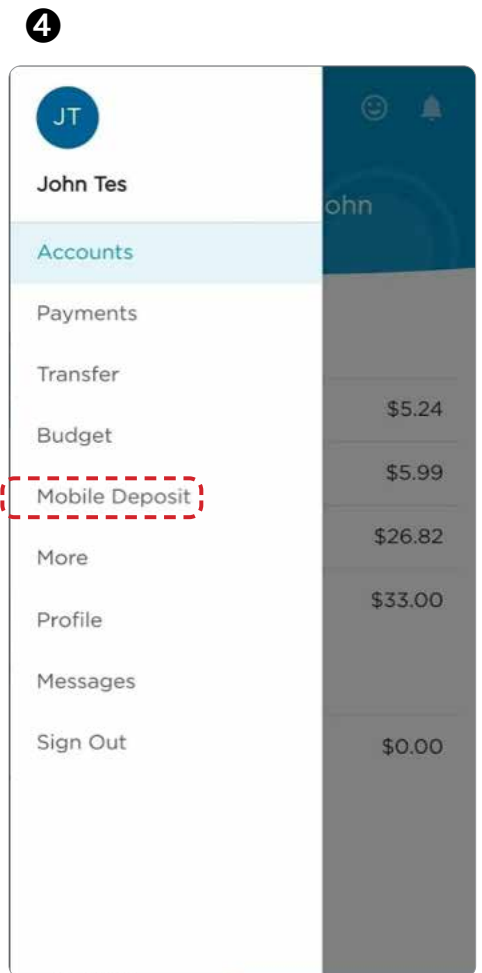 4
JT
John Tes
ohn
Accounts
Payments
Transfer
$5.24
Budget
$5.99
Mobile Deposit
$26.82
More
$33.00
Profile
Messages
Sign Out
$0.00